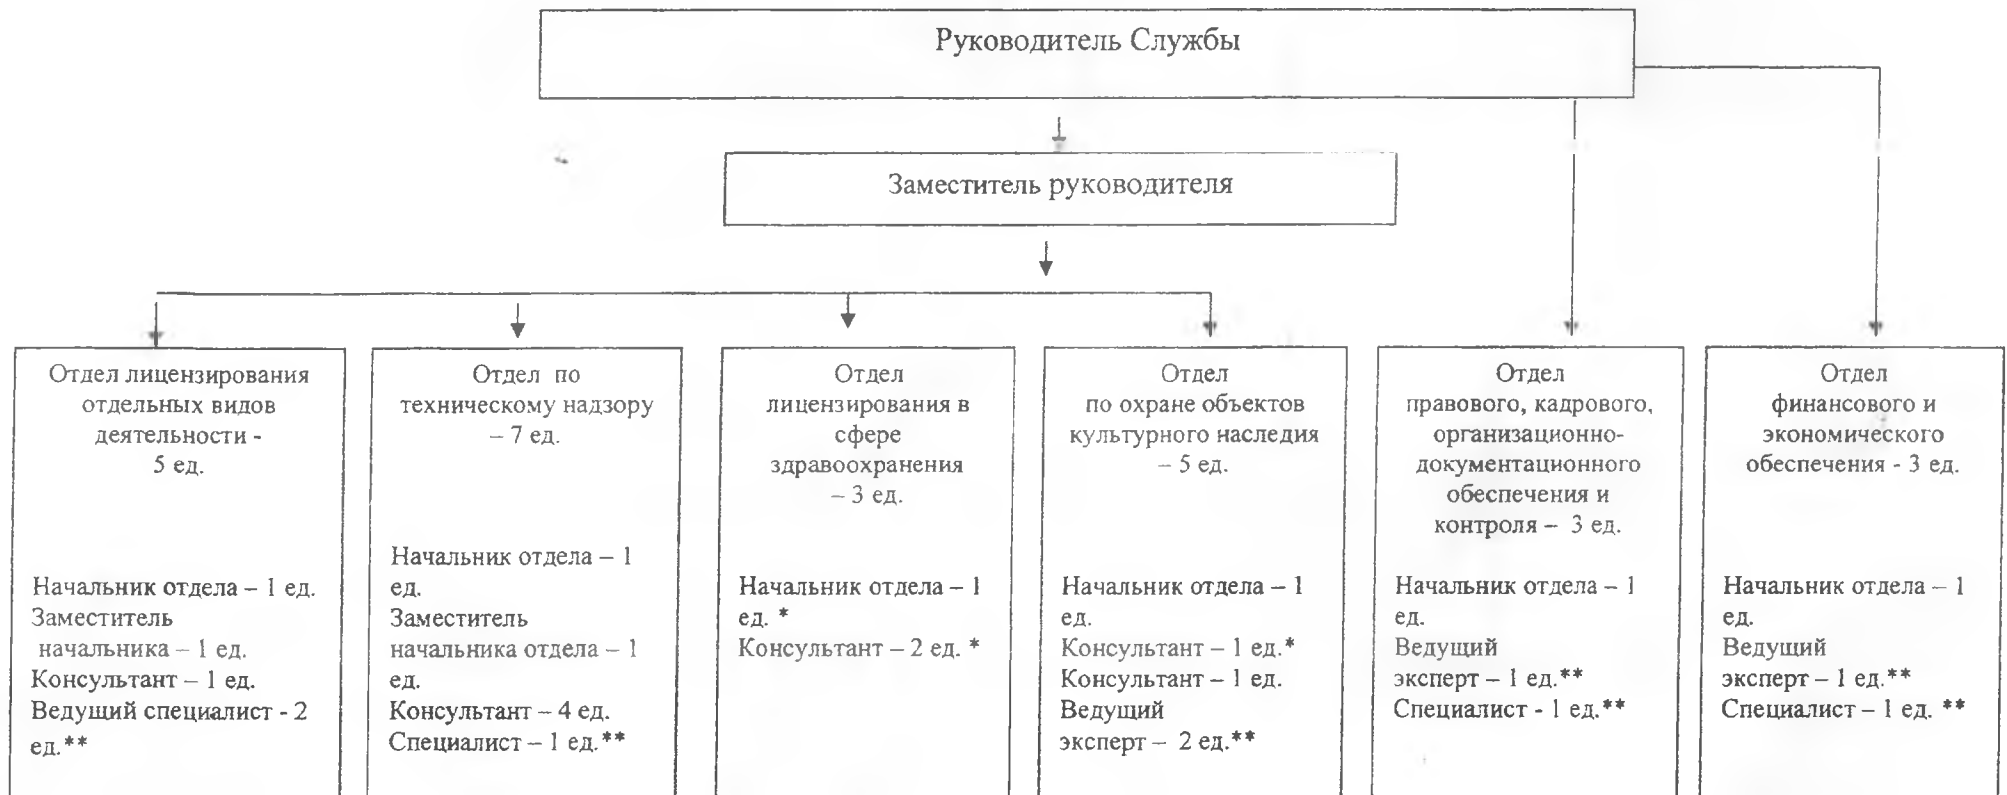 Руководитель Службы
Заместитель руководителя
Отдел лицензирования
отдельных видов
деятельности -
5 ед.
Начальник отдела – 1 ед.
Заместитель
начальника – 1 ед.
Консультант – 1 ед.
Ведущий специалист - 2
ед.**
Отдел по
техническому надзору
– 7 ед.
Начальник отдела – 1
ед.
Заместитель
начальника отдела – 1
ед.
Консультант – 4 ед.
Специалист – 1 ед.**
Отдел
лицензирования в
сфере
здравоохранения
– 3 ед.
Начальник отдела – 1
ед. *
Консультант – 2 ед. *
Отдел
по охране объектов
культурного наследия
– 5 ед.
Начальник отдела – 1
ед.
Консультант – 1 ед.*
Консультант – 1 ед.
Ведущий
эксперт – 2 ед.**
Отдел
правового, кадрового,
организационно-
документационного
обеспечения и
контроля – 3 ед.
Начальник отдела – 1
ед.
Ведущий
эксперт – 1 ед.**
Специалист - 1 ед.**
Отдел
финансового и
экономического
обеспечения - 3 ед.
Начальник отдела – 1
ед.
Ведущий
эксперт – 1 ед.**
Специалист – 1 ед. **